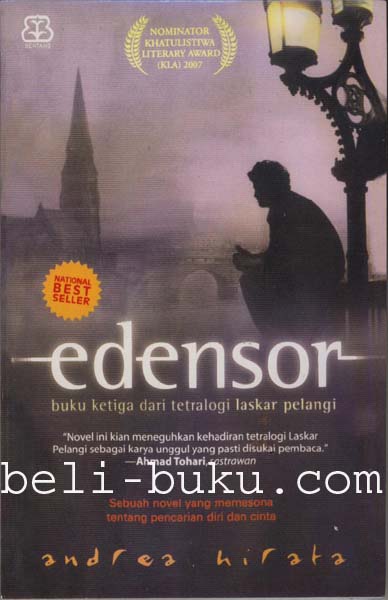 BENTANG
NOMINATOR
KHATULISTIWA
LITERARY AWARD
(KLA) 2007
NATIONAL
BEST
SELLER
edensor
buku ketiga dari tetralogi laskar pelangi
"Novel ini kian meneguhkan kehadiran tetralogi Laskar
Pelangi sebagai karya unggul yang pasti disukai pembaca."
—Ahmad Tohari, sastrawan
beli-buku.com
Sebuah novel yang memesona
tentang pencarian diri dan cinta
andrea hirata